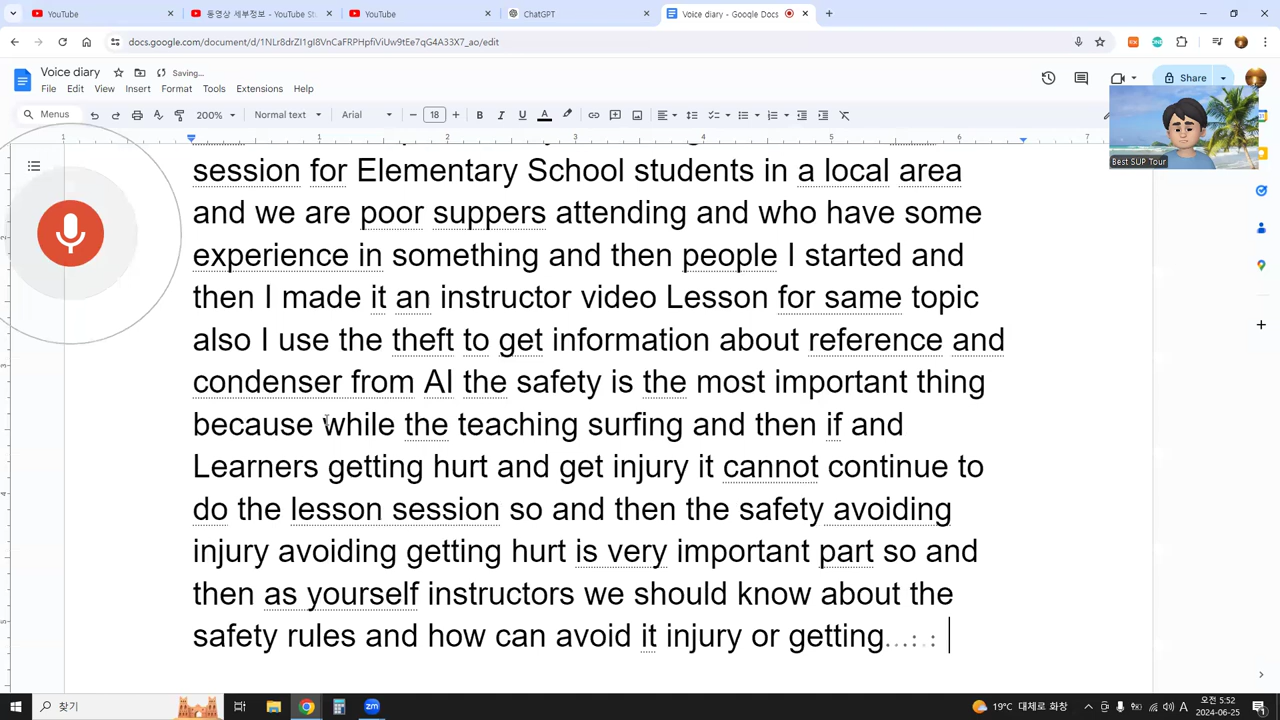 YouTube
동영상 세부정보 - YouTube St
YouTube
ChatGPT
Voice diary - Google Docs
docs.google.com/document/d/1NLr8drZI1gI8VnCaFRPHpfiViUw9tEe7qG4A33X7_ao/edit
Voice diary
Saving...
File Edit View Insert Format Tools Extensions Help
Share
Menus
200%
Normal text
Arial
18
Best SUP Tour
session for Elementary School students in a local area
and we are poor suppers attending and who have some
experience in something and then people I started and
then I made it an instructor video Lesson for same topic
also I use the theft to get information about reference and
condenser from AI the safety is the most important thing
because while the teaching surfing and then if and
Learners getting hurt and get injury it cannot continue to
do the lesson session so and then the safety avoiding
injury avoiding getting hurt is very important part so and
then as yourself instructors we should know about the
safety rules and how can avoid it injury or getting
찾기
19°C 대체로 화창
오전 5:52
2024-06-25